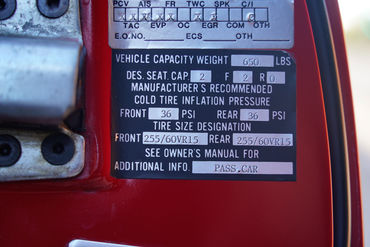 PCV AIS FR TWC SPK C/I
X X X X X
TAC EVP OC EGR COM OTH
E.O.NO. ECS OTH
VEHICLE CAPACITY WEIGHT 650 LBS
DES. SEAT. CAP. 2 F 2 R 0
MANUFACTURER'S RECOMMENDED
COLD TIRE INFLATION PRESSURE
FRONT 36 PSI REAR 36 PSI
TIRE SIZE DESIGNATION
FRONT 255/60VR15 REAR 255/60VR15
SEE OWNER'S MANUAL FOR
ADDITIONAL INFO. PASS.CAR